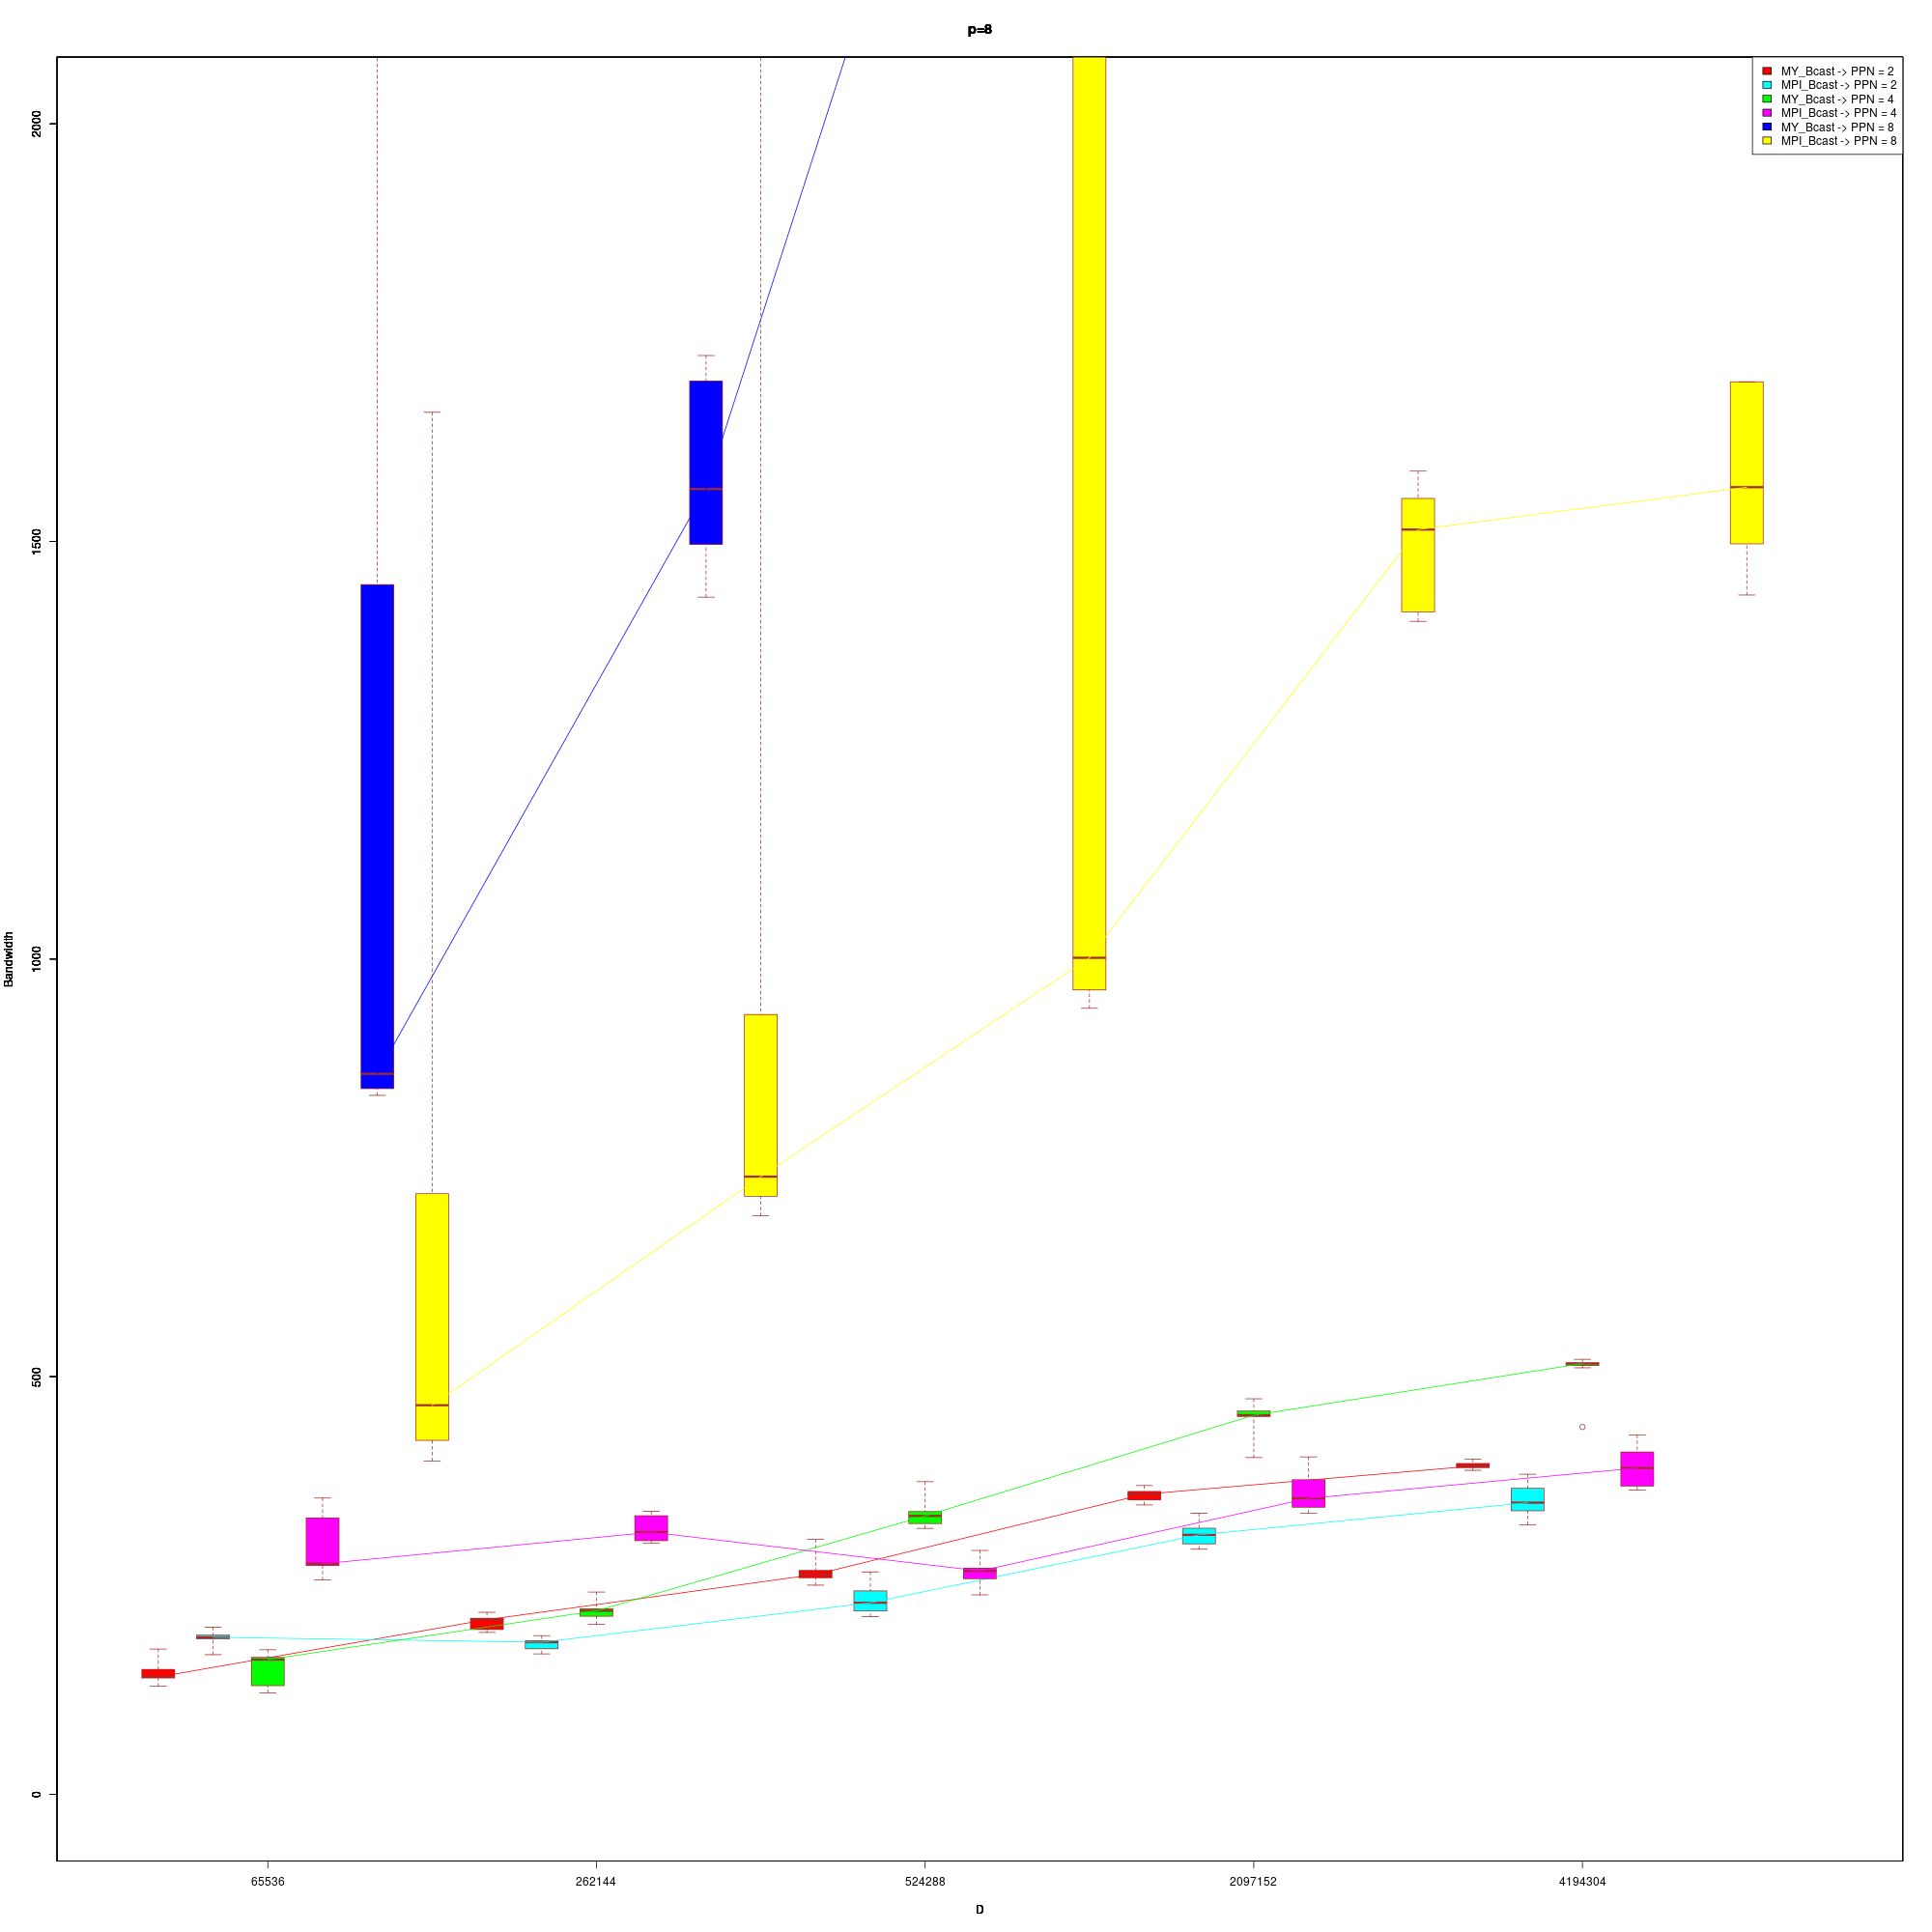 p=8
MY_Bcast -> PPN = 2
MPI_Bcast -> PPN = 2
MY_Bcast -> PPN = 4
MPI_Bcast -> PPN = 4
MY_Bcast -> PPN = 8
MPI_Bcast -> PPN = 8
2000
1500
1000
500
0
Bandwidth
65536
262144
524288
2097152
4194304
D